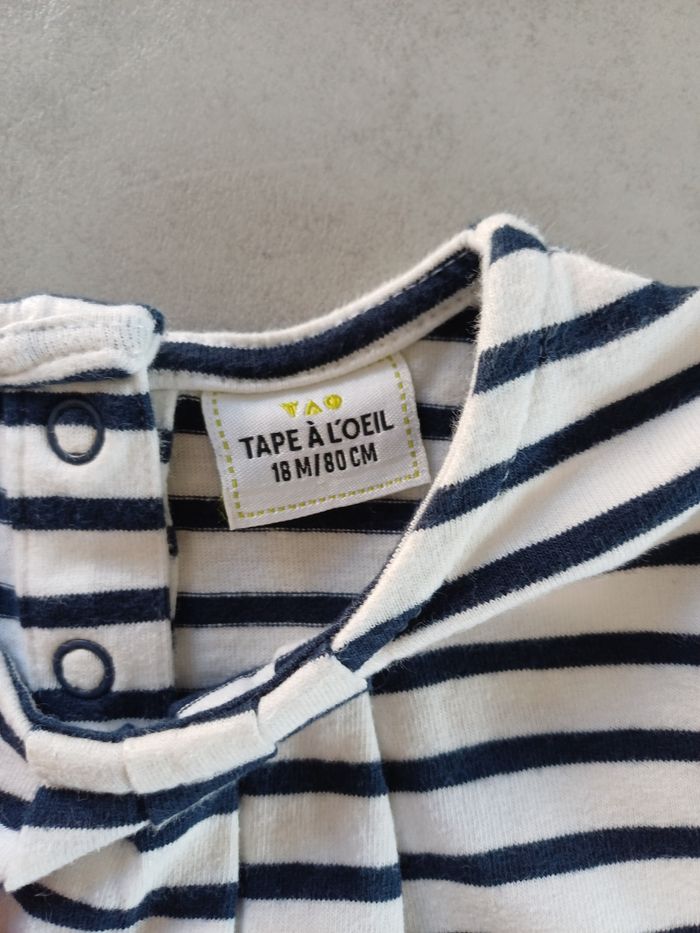 TAO
TAPE À L'OEIL
18 M/80 CM